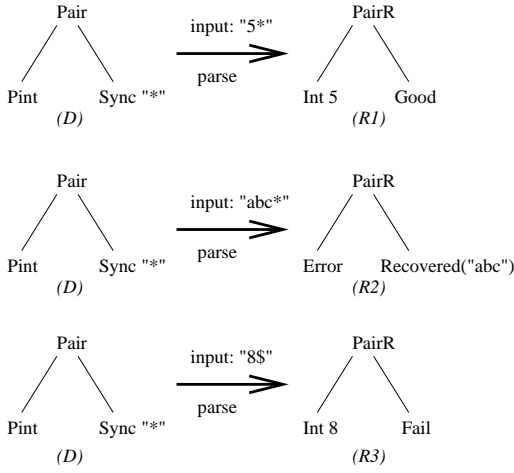 Pair input: "5*" PairR
parse
Pint Sync "*" Int 5 Good
(D) (R1)
Pair PairR
input: "abc*"
parse
Pint Sync "*" Error Recovered("abc")
(D) (R2)
Pair PairR
input: "8$"
parse
Pint Sync "*" Int 8 Fail
(D) (R3)